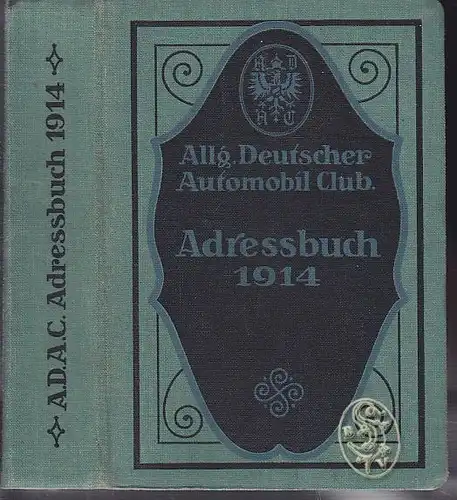 A.D.A.C. Adressbuch 1914
A D
A C
Allg. Deutscher
Automobil Club.
Adressbuch
1914